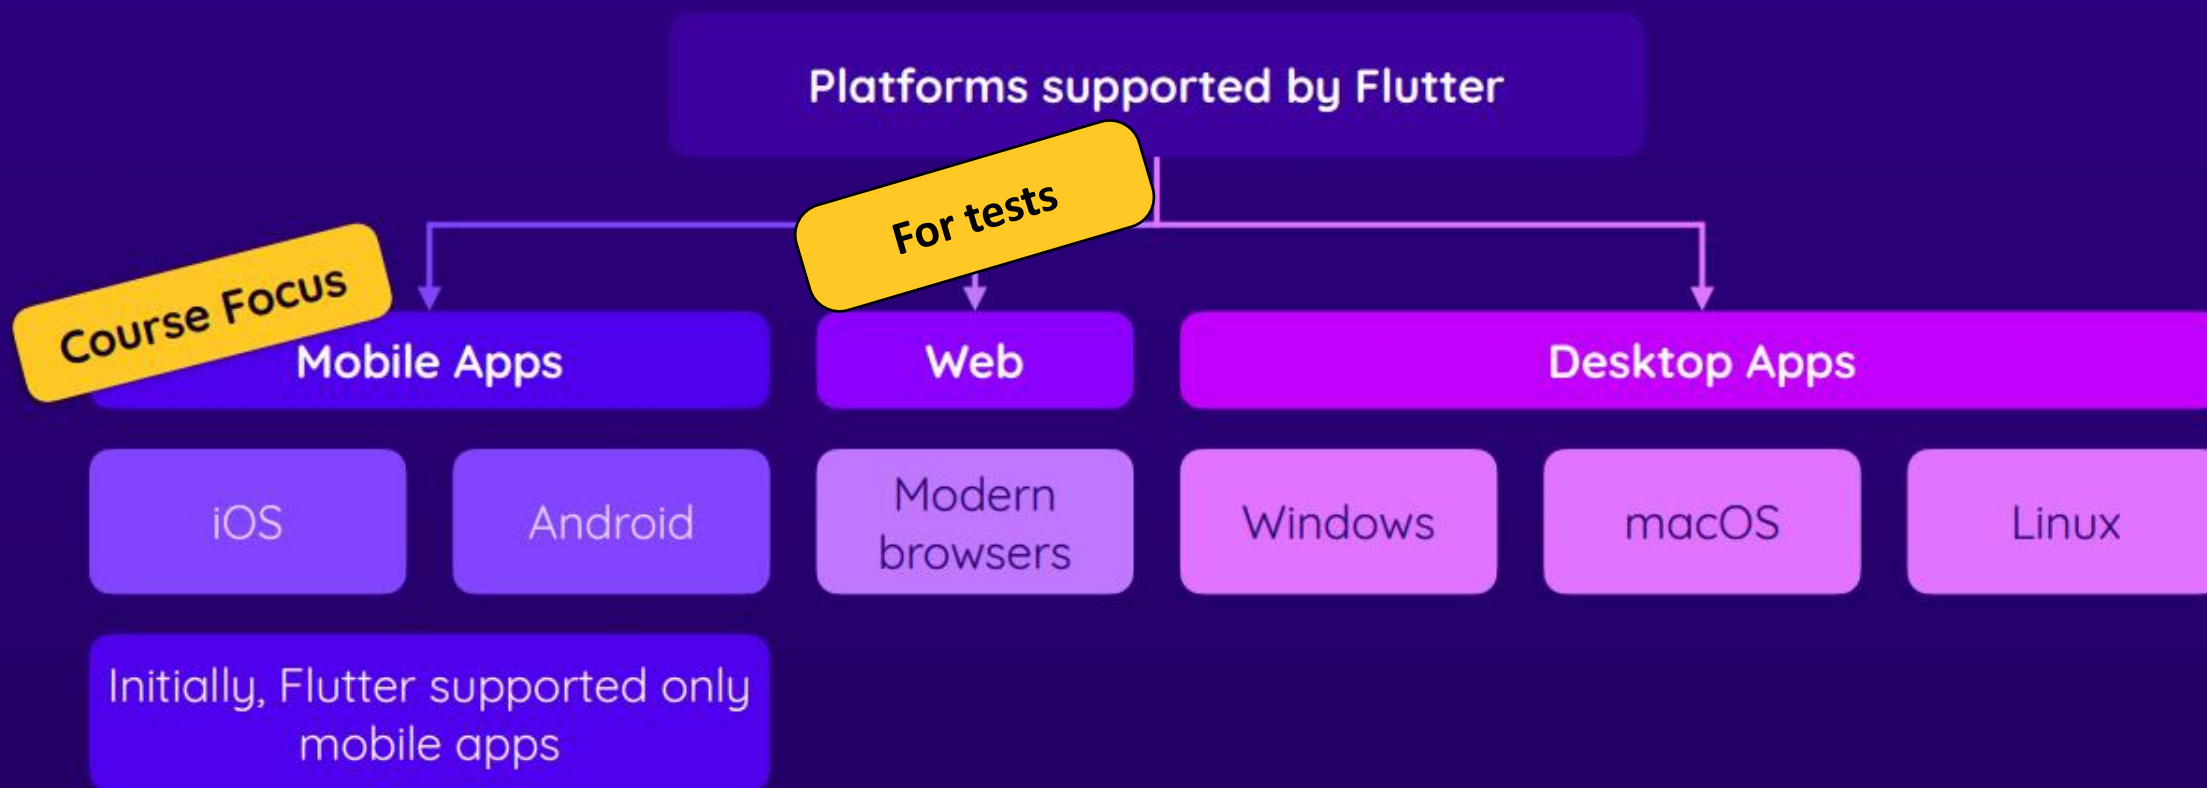 Platforms supported by Flutter
For tests
Course Focus
Mobile Apps
Web
Desktop Apps
iOS
Android
Modern
browsers
Windows
macOS
Linux
Initially, Flutter supported only
mobile apps